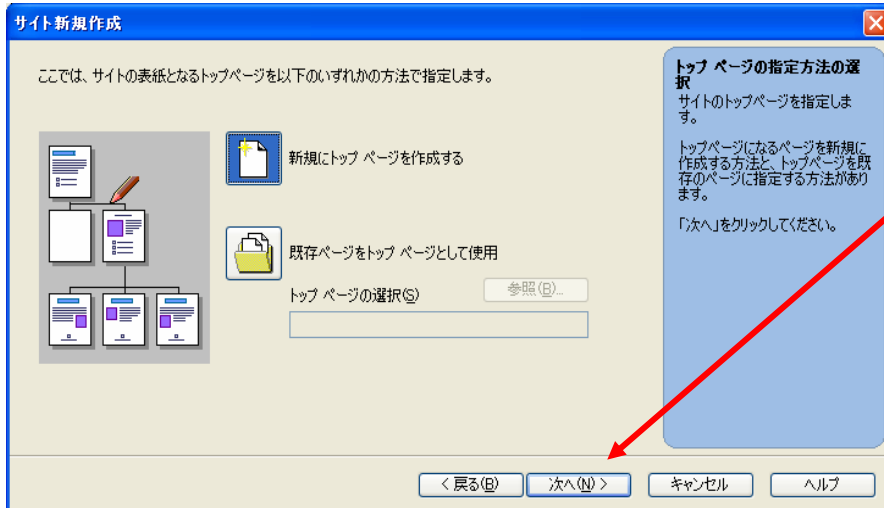 サイト新規作成
ここでは、サイトの表紙となるトップページを以下のいずれかの方法で指定します。
新規にトップ ページを作成する
既存ページをトップ ページとして使用
トップ ページの選択(S)
参照(B)...
トップ ページの指定方法の選
択
サイトのトップページを指定しま
す。
トップページになるページを新規に
作成する方法と、トップページを既
存のページに指定する方法があり
ます。
「次へ」をクリックしてください。
< 戻る(B)
次へ(N) >
キャンセル
ヘルプ